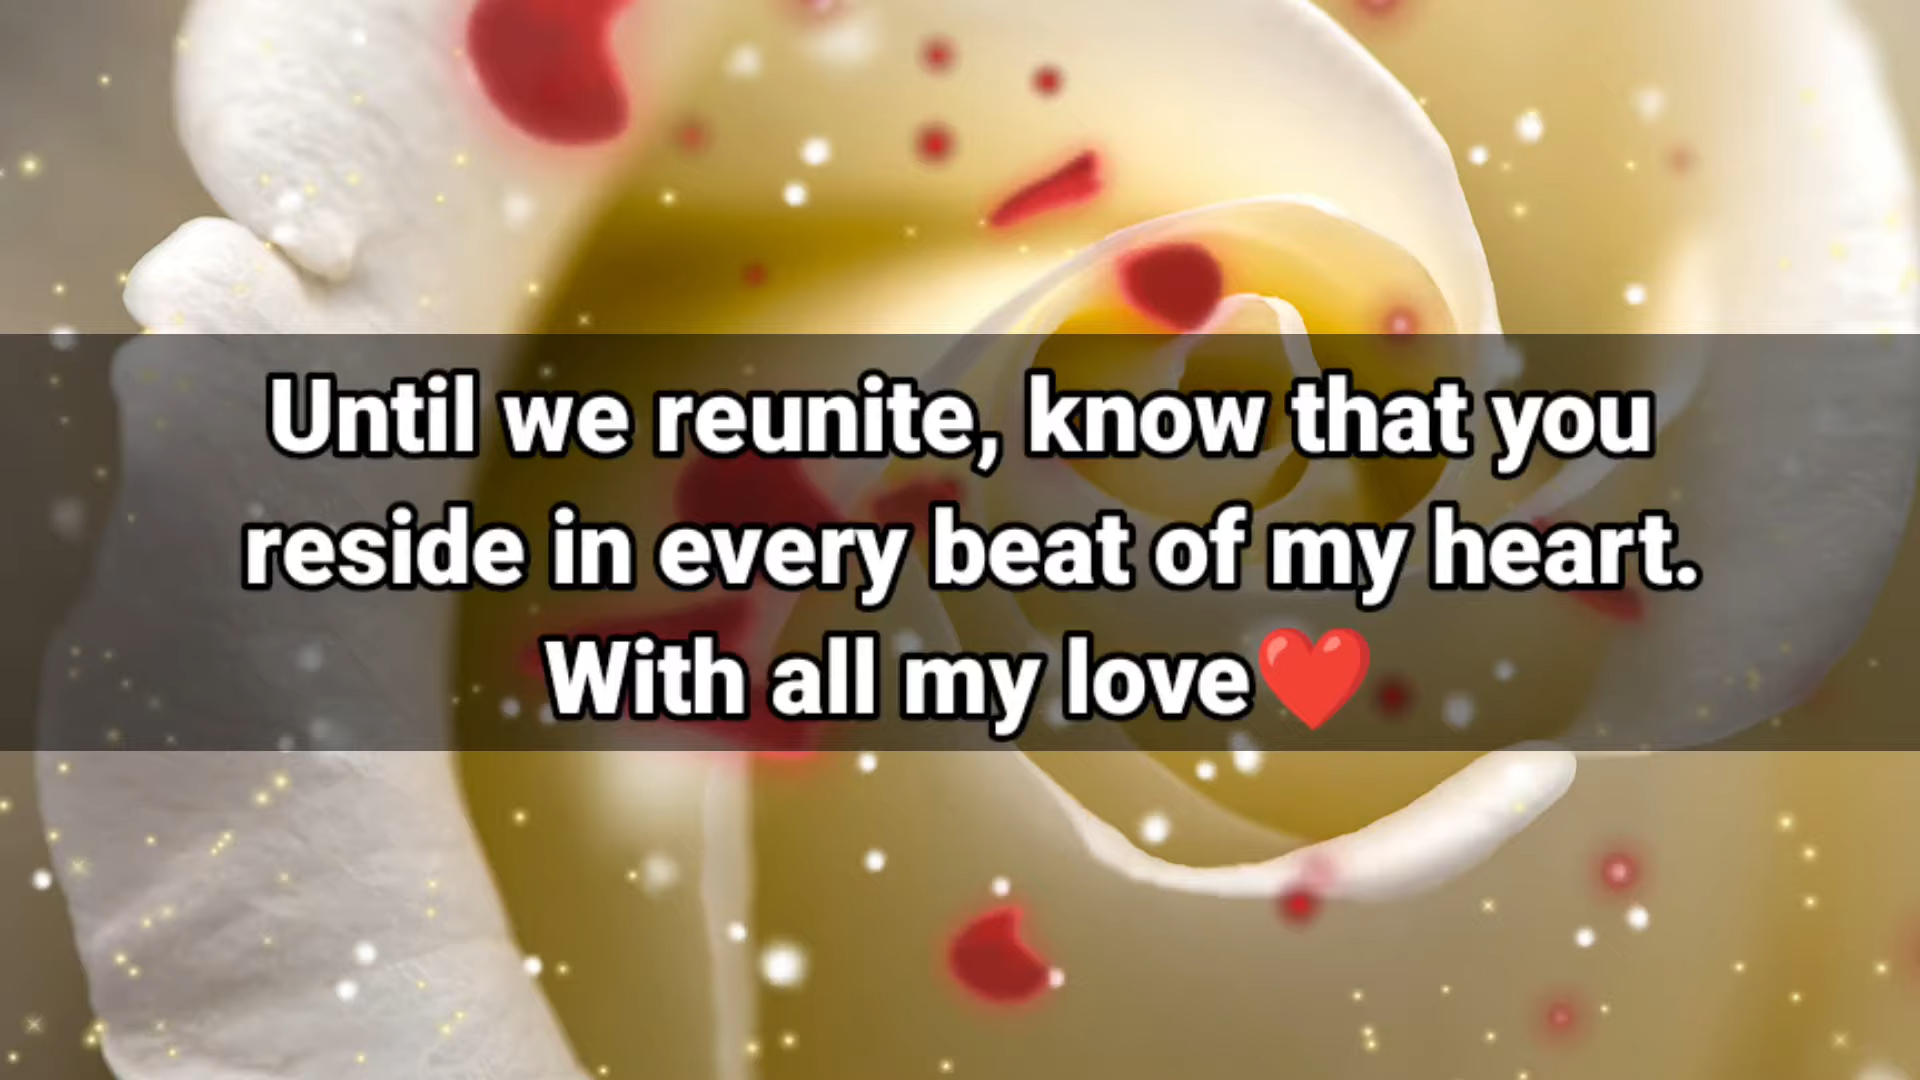 Until we reunite, know that you
reside in every beat of my heart.
With all my love❤️